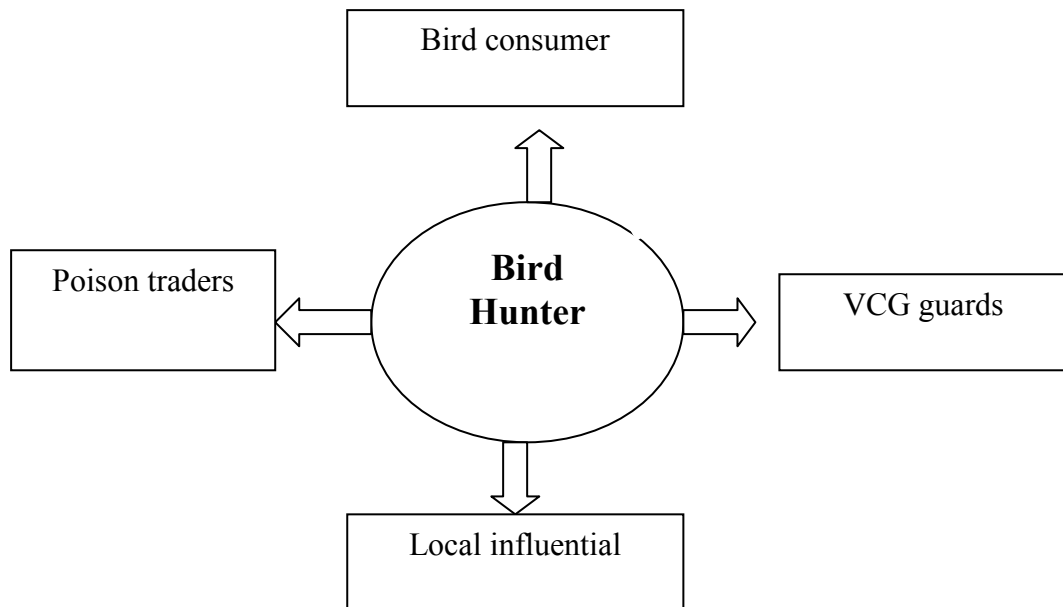 Bird consumer
Poison traders
Bird
Hunter
VCG guards
Local influential